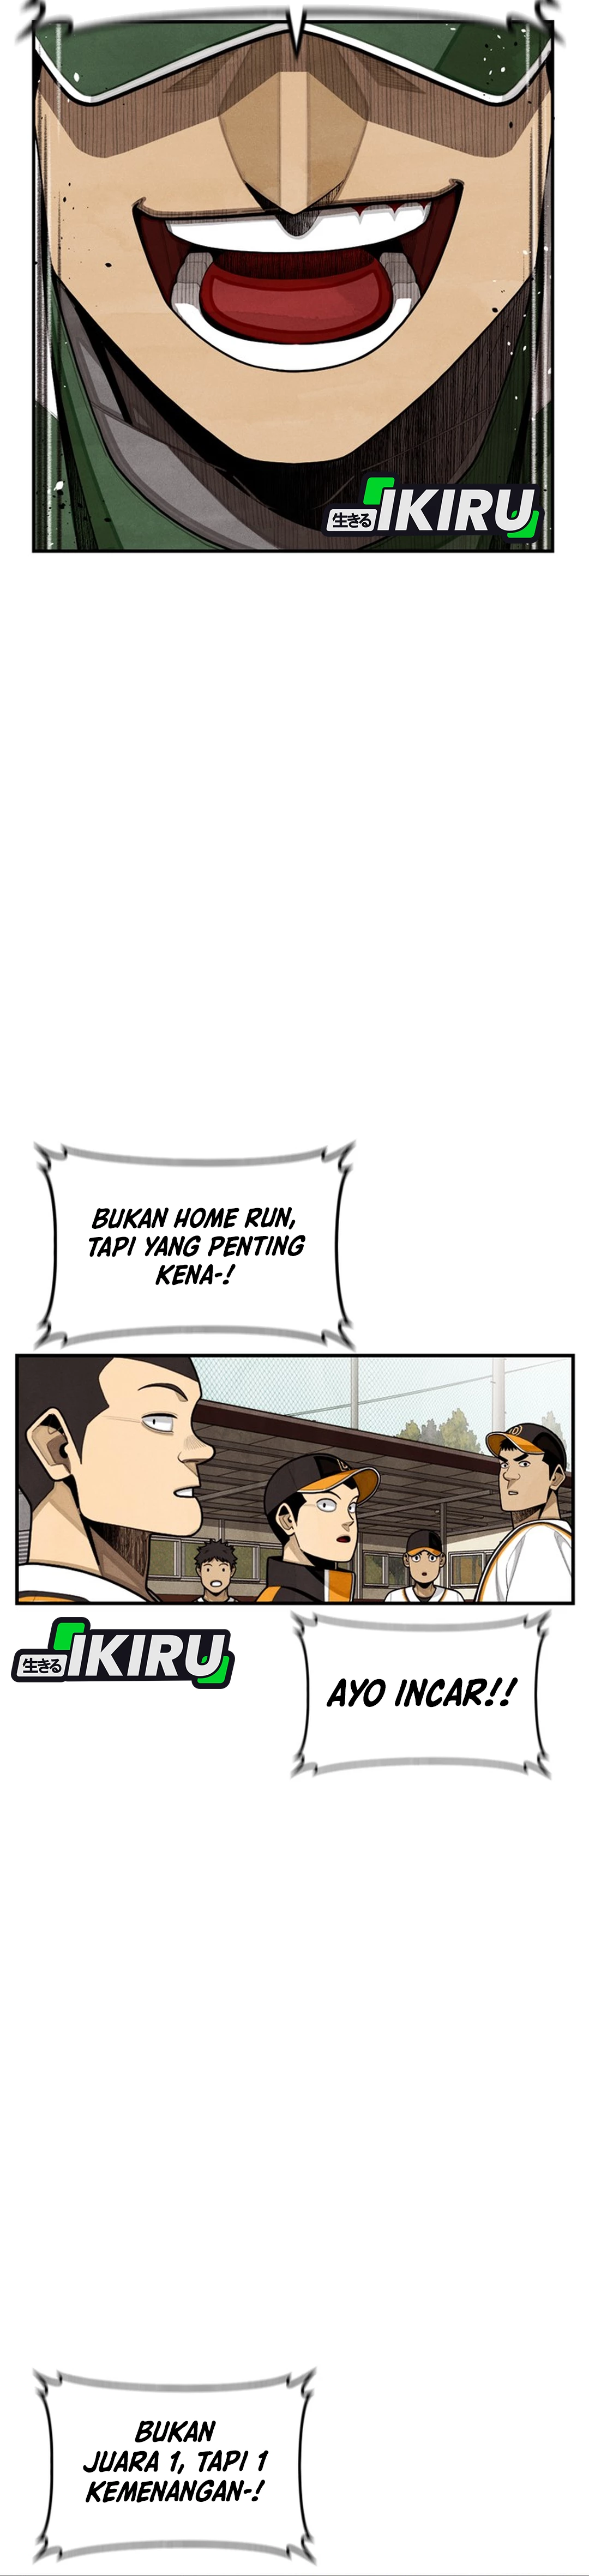 生きる IKIRU
BUKAN HOME RUN,
TAPI YANG PENTING
KENA-!
生きる IKIRU
AYO INCAR!!
BUKAN
JUARA 1, TAPI 1
KEMENANGAN-!